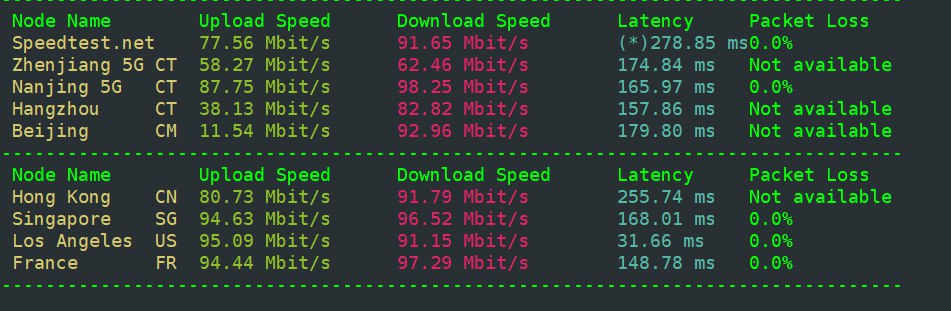 Node Name        Upload Speed      Download Speed      Latency     Packet Loss
Speedtest.net    77.56 Mbit/s      91.65 Mbit/s        (*)278.85 ms0.0%
Zhenjiang 5G CT  58.27 Mbit/s      62.46 Mbit/s        174.84 ms   Not available
Nanjing 5G   CT  87.75 Mbit/s      98.25 Mbit/s        165.97 ms   0.0%
Hangzhou     CT  38.13 Mbit/s      82.82 Mbit/s        157.86 ms   Not available
Beijing      CM  11.54 Mbit/s      92.96 Mbit/s        179.80 ms   Not available
Node Name        Upload Speed      Download Speed      Latency     Packet Loss
Hong Kong    CN  80.73 Mbit/s      91.79 Mbit/s        255.74 ms   Not available
Singapore    SG  94.63 Mbit/s      96.52 Mbit/s        168.01 ms   0.0%
Los Angeles  US  95.09 Mbit/s      91.15 Mbit/s        31.66 ms    0.0%
France       FR  94.44 Mbit/s      97.29 Mbit/s        148.78 ms   0.0%